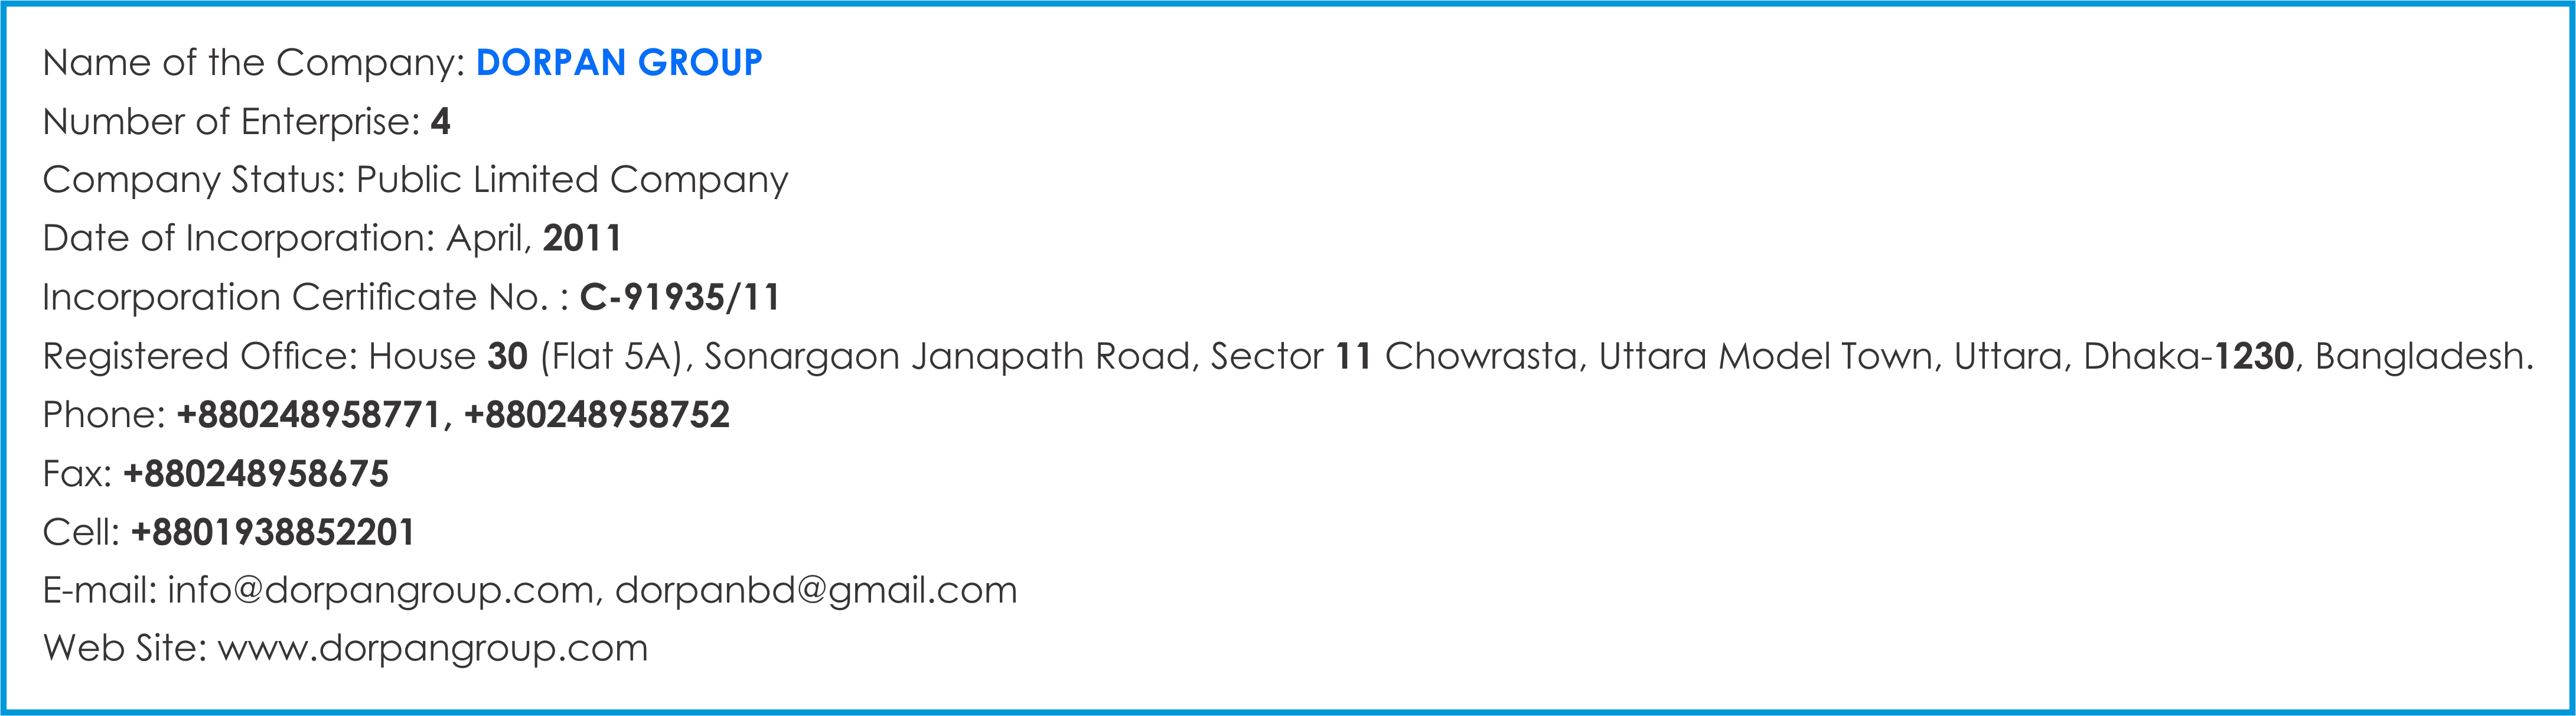 Name of the Company: DORPAN GROUP
Number of Enterprise: 4
Company Status: Public Limited Company
Date of Incorporation: April, 2011
Incorporation Certificate No. : C-91935/11
Registered Office: House 30 (Flat 5A), Sonargaon Janapath Road, Sector 11 Chowrasta, Uttara Model Town, Uttara, Dhaka-1230, Bangladesh.
Phone: +880248958771, +880248958752
Fax: +880248958675
Cell: +8801938852201
E-mail: info@dorpangroup.com, dorpanbd@gmail.com
Web Site: www.dorpangroup.com